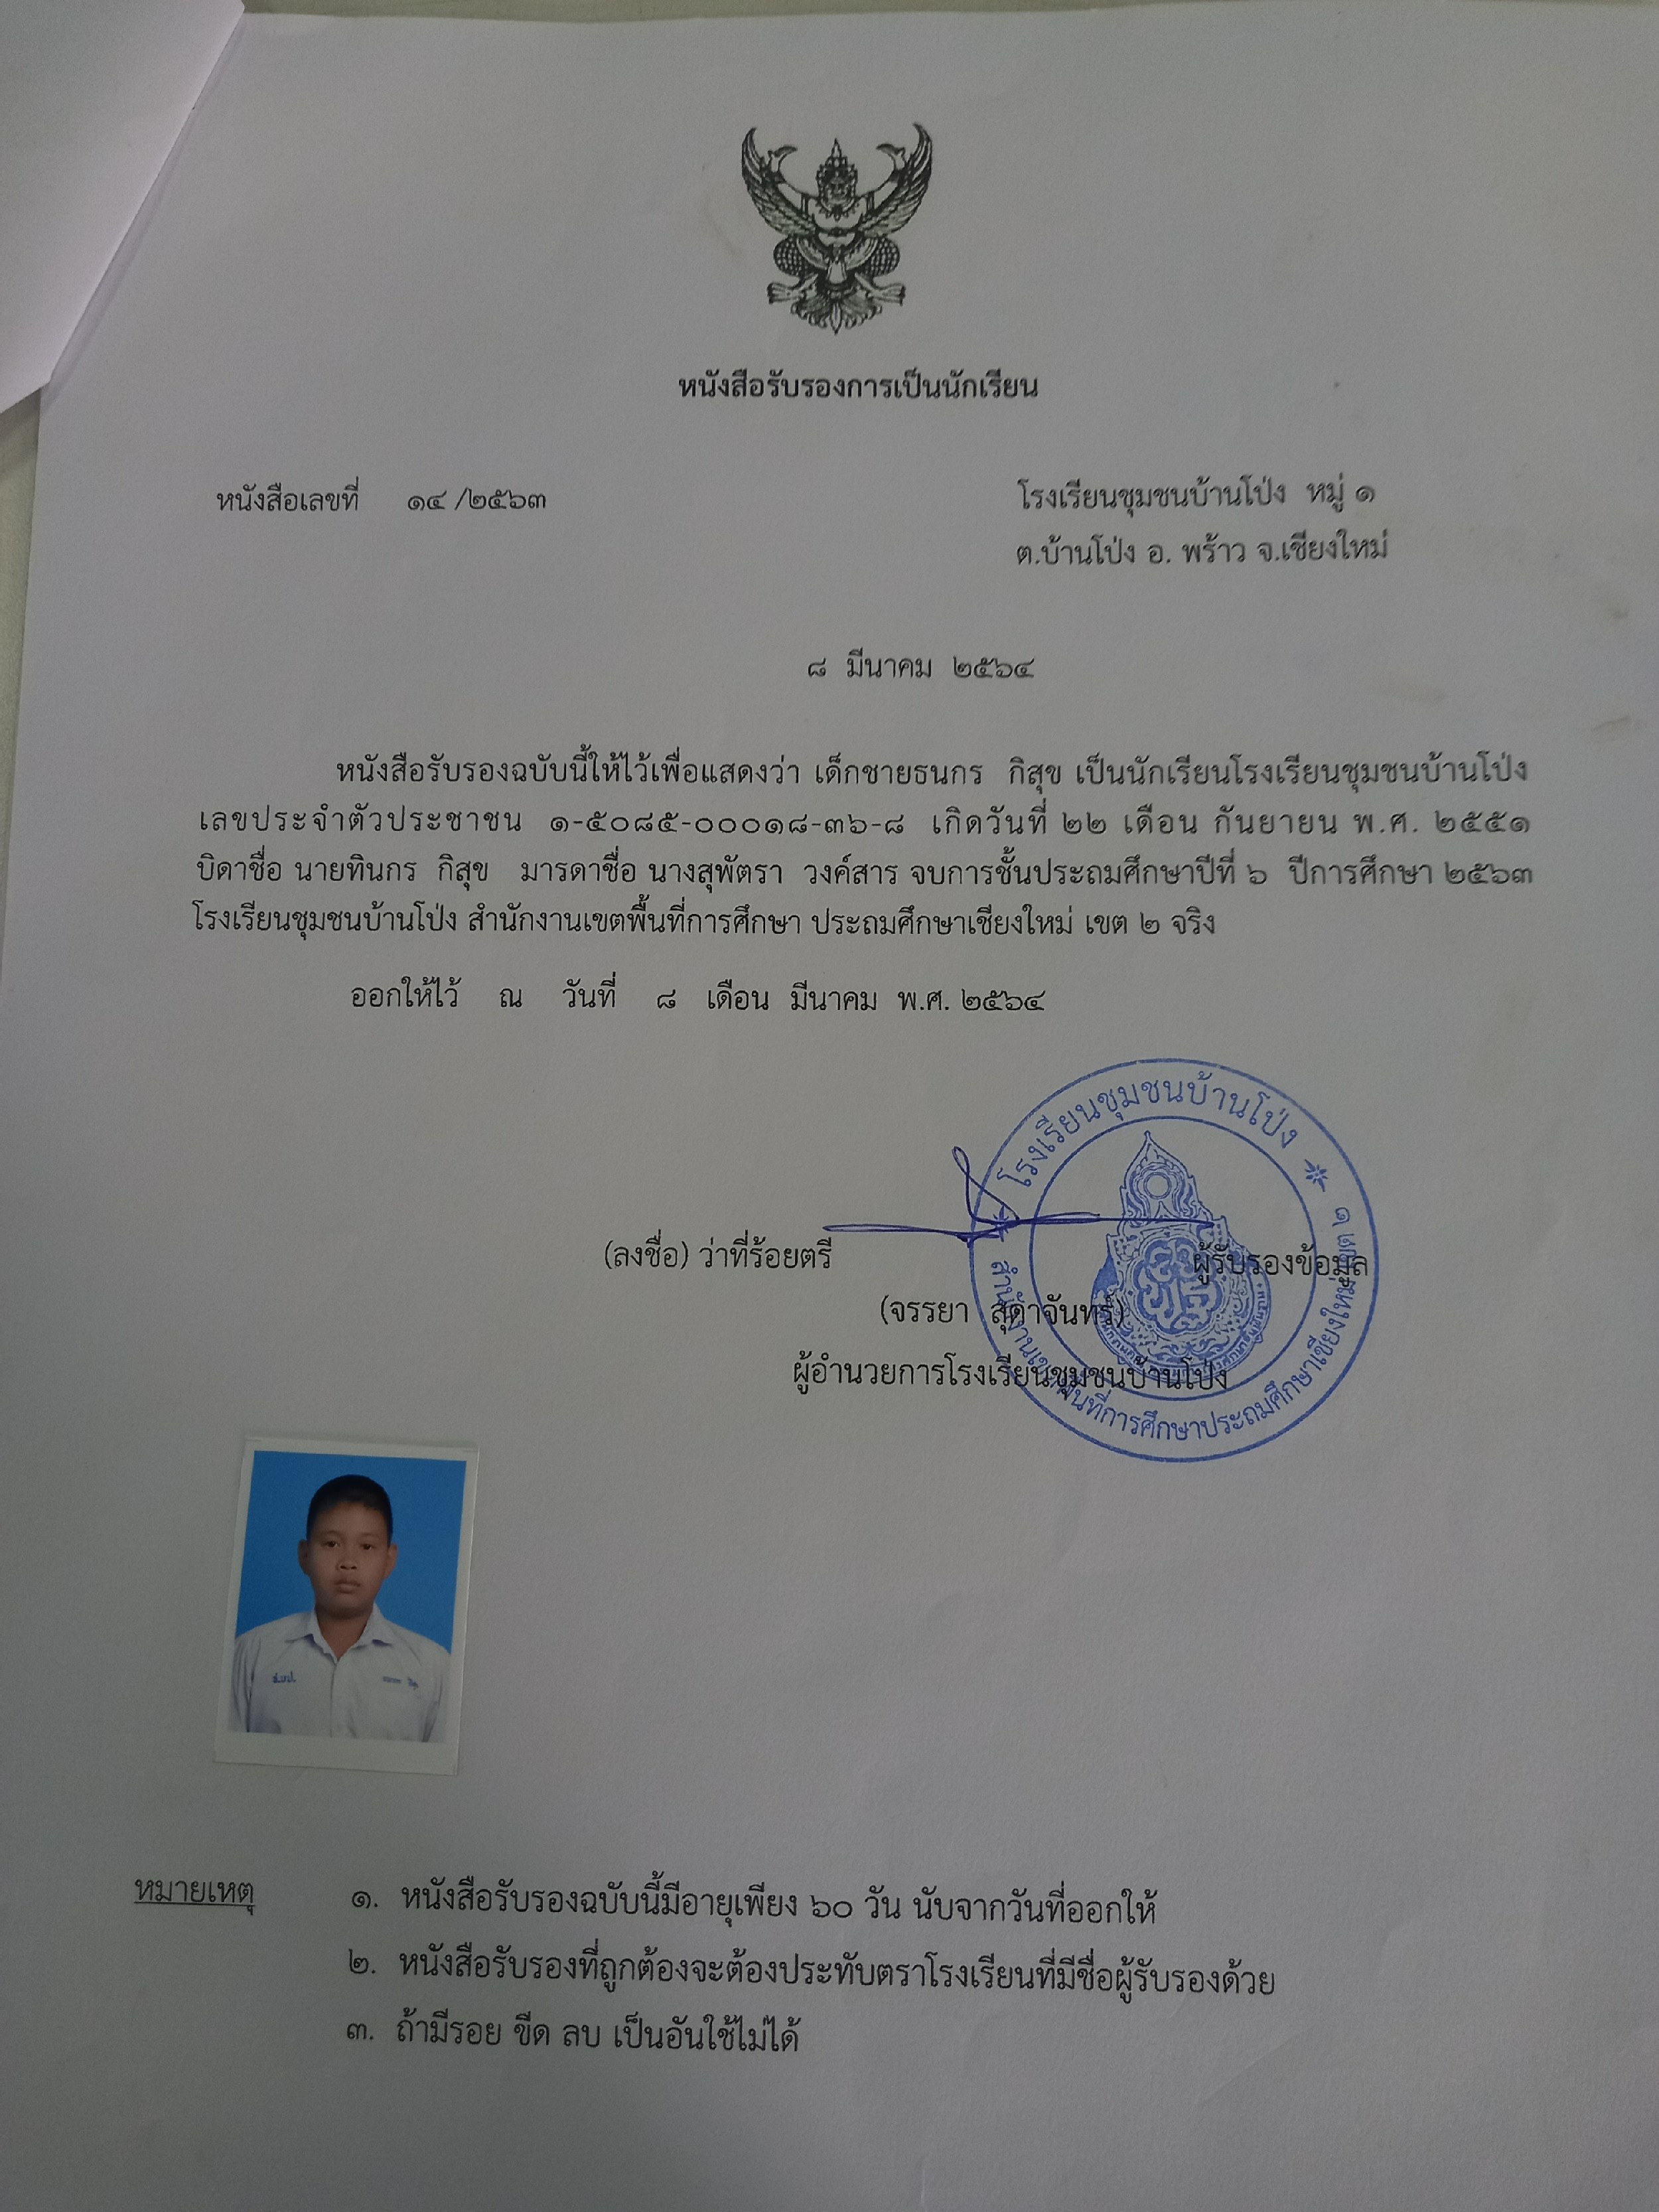 หนังสือรับรองการเป็นนักเรียน
หนังสือเลขที่ ๑๔ /๒๕๖๓
โรงเรียนชุมชนบ้านโป่ง หมู่ ๑
ต.บ้านโป่ง อ. พร้าว จ.เชียงใหม่
๘ มีนาคม ๒๕๖๔
หนังสือรับรองฉบับนี้ให้ไว้เพื่อแสดงว่า เด็กชายธนกร กิสุข เป็นนักเรียนโรงเรียนชุมชนบ้านโป่ง
เลขประจำตัวประชาชน ๑-๕๐๘๕-๐๐๐๑๘-๓๖-๘ เกิดวันที่ ๒๒ เดือน กันยายน พ.ศ. ๒๕๕๑
บิดาชื่อ นายทินกร กิสุข มารดาชื่อ นางสุพัตรา วงค์สาร จบการชั้นประถมศึกษาปีที่ ๖ ปีการศึกษา ๒๕๖๓
โรงเรียนชุมชนบ้านโป่ง สำนักงานเขตพื้นที่การศึกษา ประถมศึกษาเชียงใหม่ เขต ๒ จริง
ออกให้ไว้ ณ วันที่ ๘ เดือน มีนาคม พ.ศ. ๒๕๖๔
โรงเรียนชุมชนบ้านโป่ง
สำนักงานเขตพื้นที่การศึกษาประถมศึกษาเชียงใหม่ เขต ๒
(ลงชื่อ) ว่าที่ร้อยตรี ผู้รับรองข้อมูล
(จรรยา สุดาจันทร์)
ผู้อำนวยการโรงเรียนชุมชนบ้านโป่ง
ช.บ.ป.
หมายเหตุ ๑. หนังสือรับรองฉบับนี้มีอายุเพียง ๖๐ วัน นับจากวันที่ออกให้
๒. หนังสือรับรองที่ถูกต้องจะต้องประทับตราโรงเรียนที่มีชื่อผู้รับรองด้วย
๓. ถ้ามีรอย ขีด ลบ เป็นอันใช้ไม่ได้